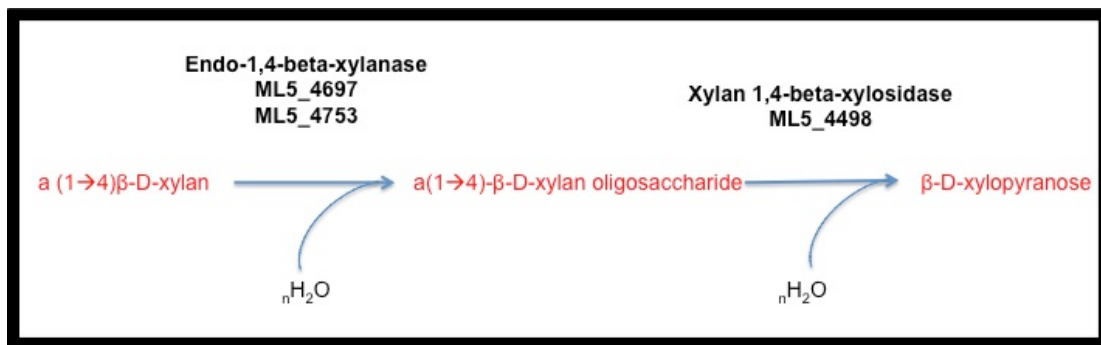 Endo-1,4-beta-xylanase
ML5_4697
ML5_4753
Xylan 1,4-beta-xylosidase
ML5_4498
a (1→4)β-D-xylan
a(1→4)-β-D-xylan oligosaccharide
β-D-xylopyranose
nH2O
nH2O